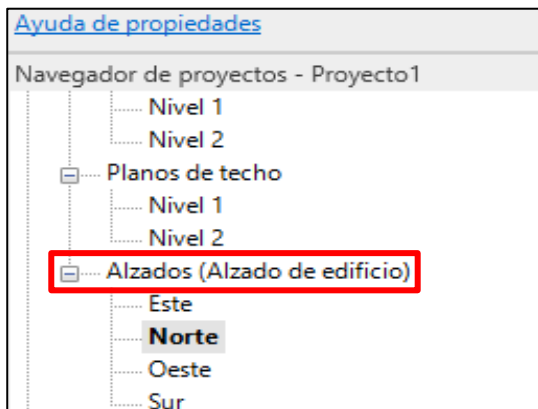 Ayuda de propiedades
Navegador de proyectos - Proyecto1
Nivel 1
Nivel 2
Planos de techo
Nivel 1
Nivel 2
Alzados (Alzado de edificio)
Este
Norte
Oeste
Sur